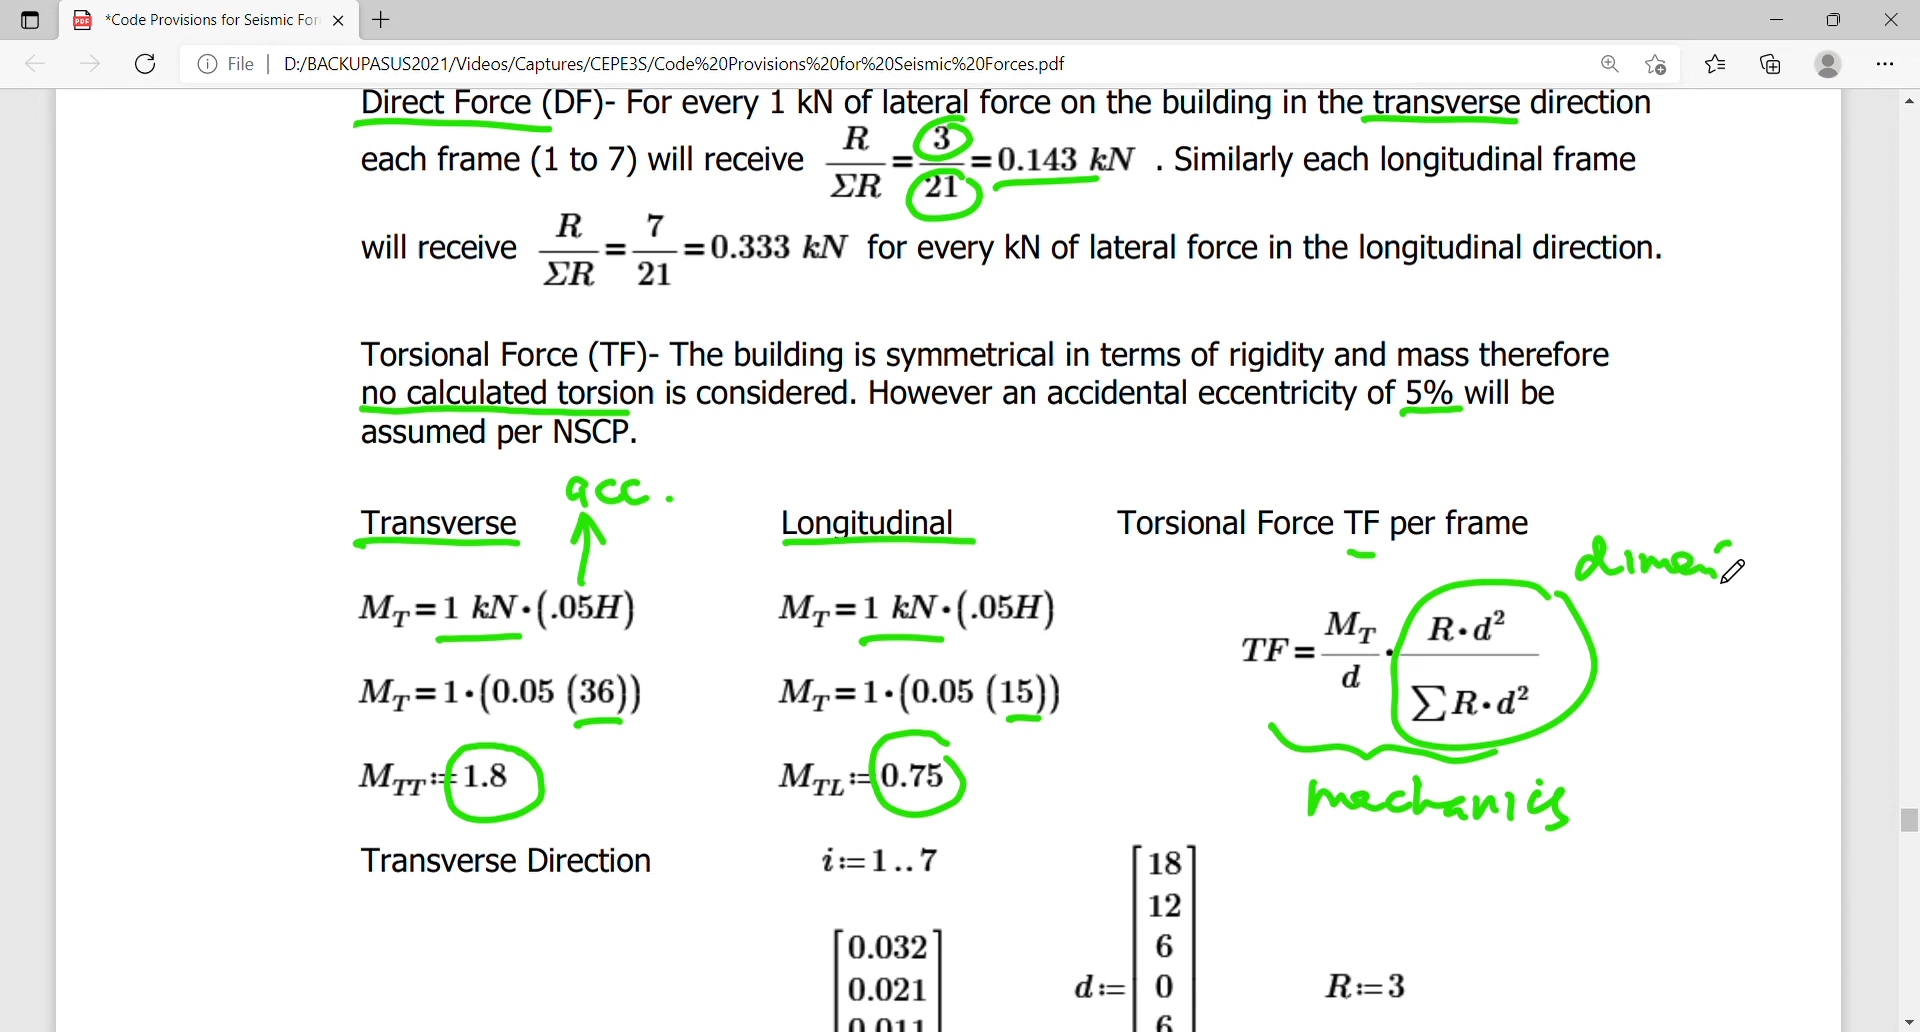 *Code Provisions for Seismic For
File | D:/BACKUPASUS2021/Videos/Captures/CEPE3S/Code%20Provisions%20for%20Seismic%20Forces.pdf
Direct Force (DF)- For every 1 kN of lateral force on the building in the transverse direction
each frame (1 to 7) will receive R/ΣR = 3/21 = 0.143 kN . Similarly each longitudinal frame
will receive R/ΣR = 7/21 = 0.333 kN for every kN of lateral force in the longitudinal direction.
Torsional Force (TF)- The building is symmetrical in terms of rigidity and mass therefore
no calculated torsion is considered. However an accidental eccentricity of 5% will be
assumed per NSCP.
acc.
Transverse Longitudinal Torsional Force TF per frame
dimen
M_T = 1 kN·(.05H) M_T = 1 kN·(.05H) TF = M_T/d · R·d²/∑R·d²
M_T = 1·(0.05 (36)) M_T = 1·(0.05 (15))
M_TT := 1.8 M_TL := 0.75 mechanics
Transverse Direction i := 1..7
18
12
0.032 6
0.021 d := 0 R := 3
0.011 6